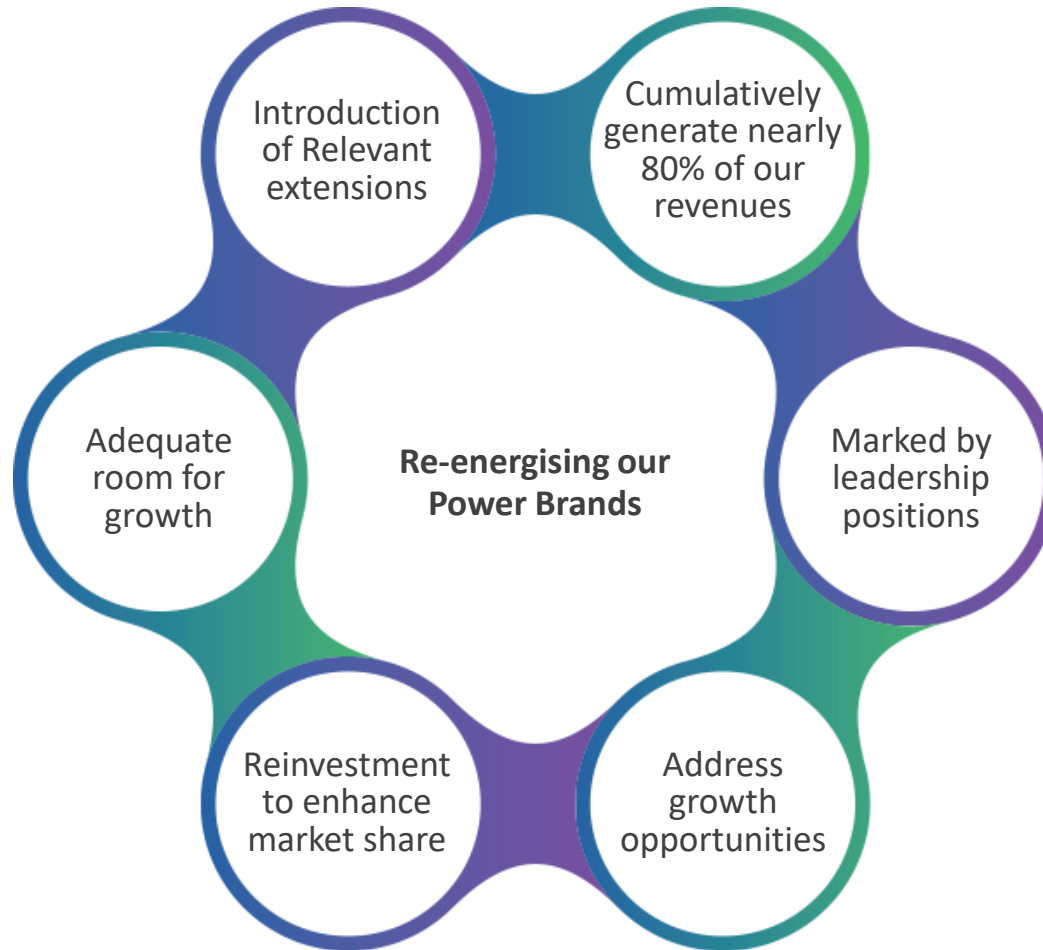 Introduction
of Relevant
extensions
Cumulatively
generate nearly
80% of our
revenues
Adequate
room for
growth
Re-energising our
Power Brands
Marked by
leadership
positions
Reinvestment
to enhance
market share
Address
growth
opportunities